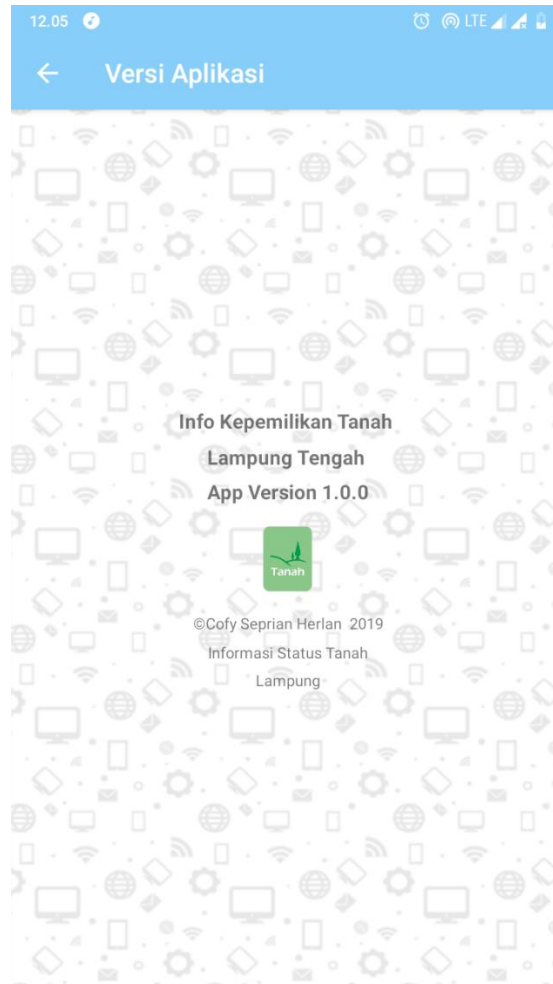 12.05
LTE
Versi Aplikasi
Info Kepemilikan Tanah
Lampung Tengah
App Version 1.0.0
Tanah
©Cofy Seprian Herlan 2019
Informasi Status Tanah
Lampung